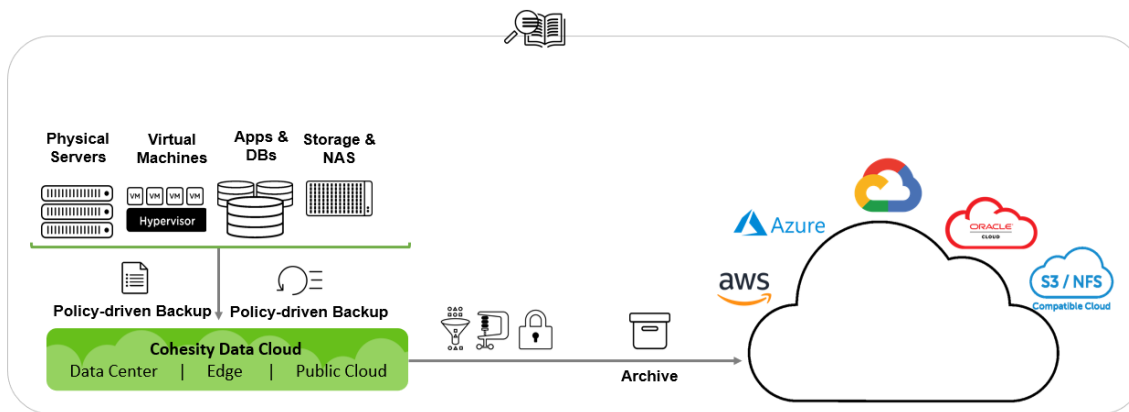 Physical
Servers
Virtual
Machines
Apps &
DBs
Storage &
NAS
VM VM VM VM
Hypervisor
Policy-driven Backup
Policy-driven Backup
Cohesity Data Cloud
Data Center | Edge | Public Cloud
Archive
aws
Azure
ORACLE
CLOUD
S3 / NFS
Compatible Cloud